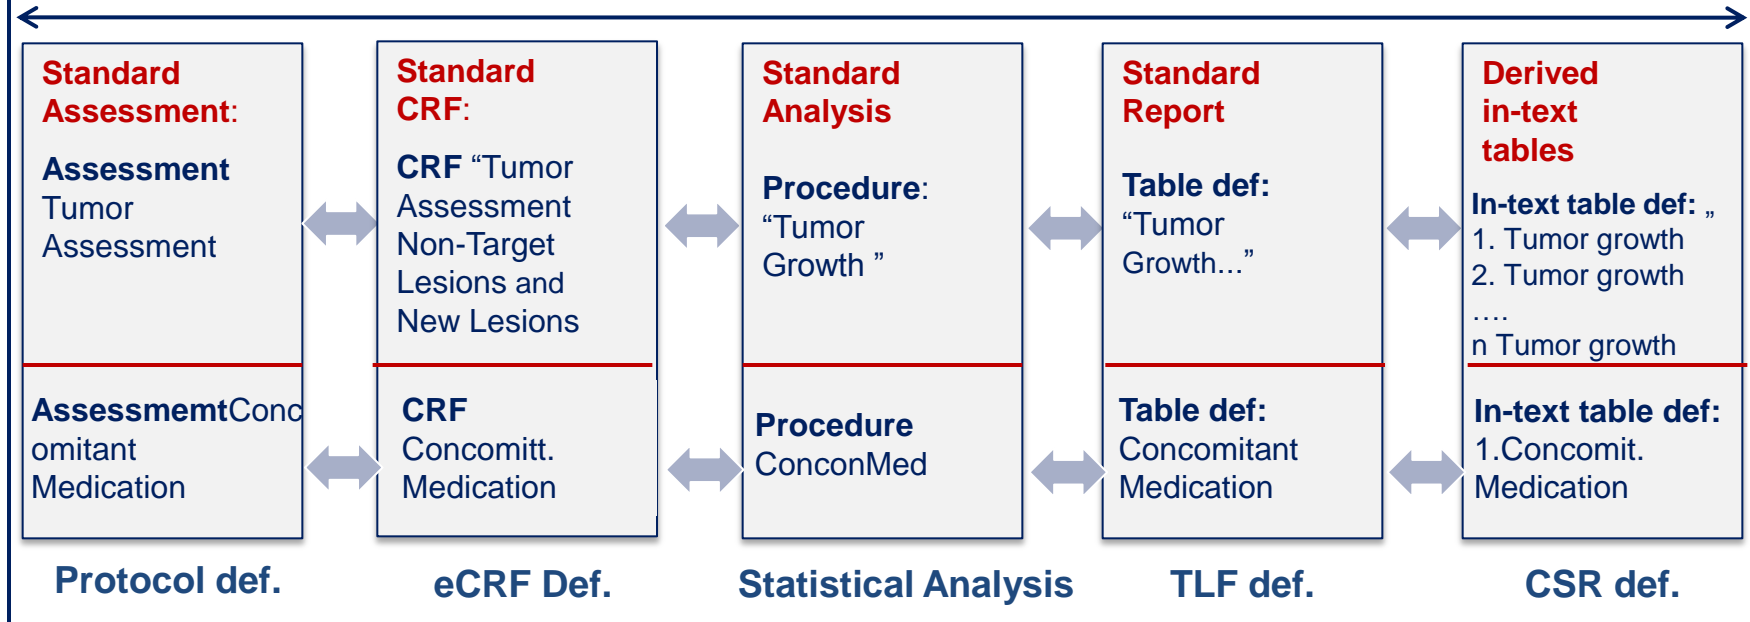 Standard
Assessment:
Assessment
Tumor
Assessment
AssessmemtConc
omitant
Medication
Protocol def.
Standard
CRF:
CRF “Tumor
Assessment
Non-Target
Lesions and
New Lesions
CRF
Concomitt.
Medication
eCRF Def.
Standard
Analysis
Procedure:
“Tumor
Growth ”
Procedure
ConconMed
Statistical Analysis
Standard
Report
Table def:
“Tumor
Growth...”
Table def:
Concomitant
Medication
TLF def.
Derived
in-text
tables
In-text table def: „
1. Tumor growth
2. Tumor growth
….
n Tumor growth
In-text table def:
1.Concomit.
Medication
CSR def.